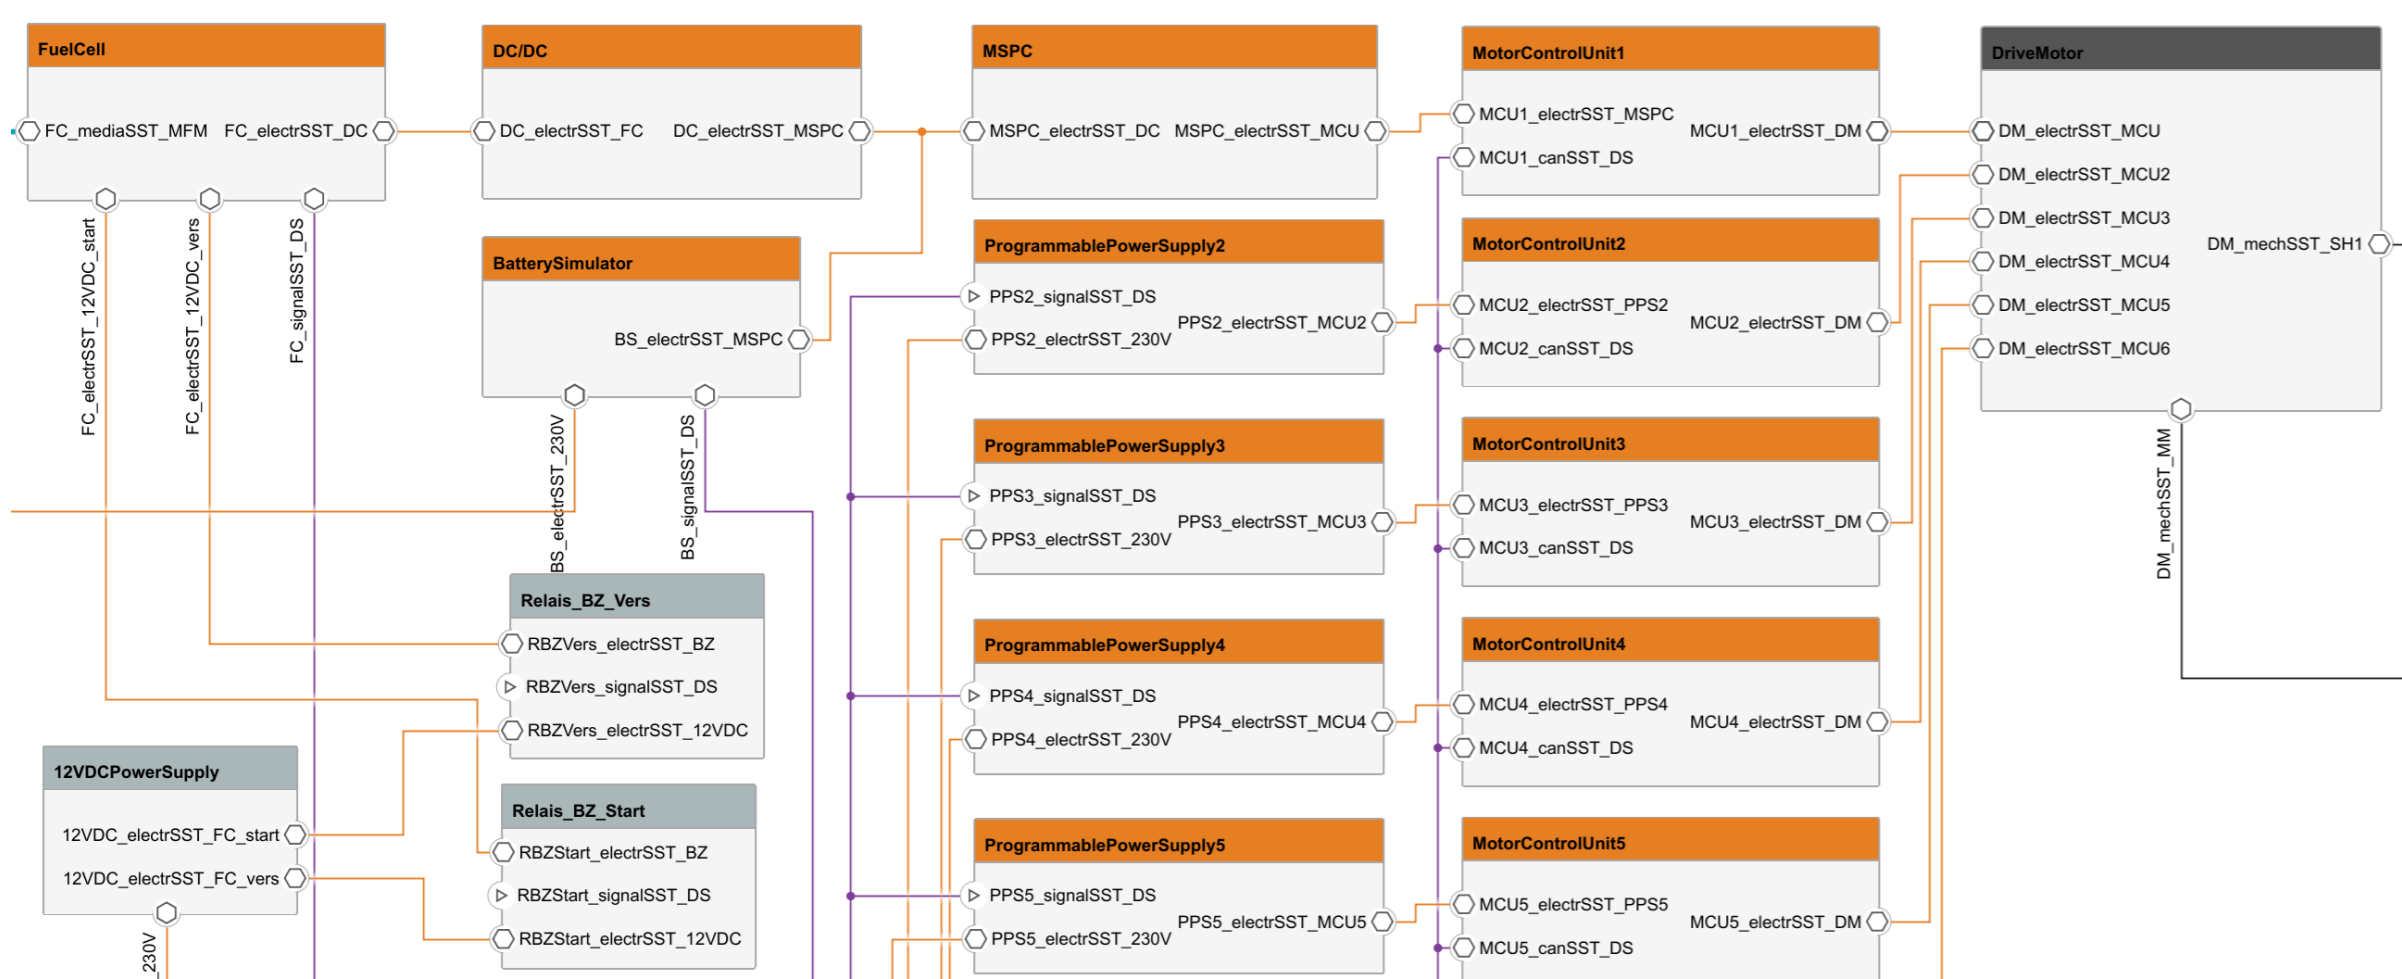 FuelCell
FC_mediaSST_MFM
FC_electrSST_DC
FC_electrSST_12VDC_start
FC_electrSST_12VDC_vers
FC_signalSST_DS
DC/DC
DC_electrSST_FC
DC_electrSST_MSPC
BatterySimulator
BS_electrSST_MSPC
BS_electrSST_230V
BS_signalSST_DS
Relais_BZ_Vers
RBZVers_electrSST_BZ
RBZVers_signalSST_DS
RBZVers_electrSST_12VDC
12VDCPowerSupply
12VDC_electrSST_FC_start
12VDC_electrSST_FC_vers
_230V
Relais_BZ_Start
RBZStart_electrSST_BZ
RBZStart_signalSST_DS
RBZStart_electrSST_12VDC
MSPC
MSPC_electrSST_DC
MSPC_electrSST_MCU
ProgrammablePowerSupply2
PPS2_signalSST_DS
PPS2_electrSST_MCU2
PPS2_electrSST_230V
ProgrammablePowerSupply3
PPS3_signalSST_DS
PPS3_electrSST_MCU3
PPS3_electrSST_230V
ProgrammablePowerSupply4
PPS4_signalSST_DS
PPS4_electrSST_MCU4
PPS4_electrSST_230V
ProgrammablePowerSupply5
PPS5_signalSST_DS
PPS5_electrSST_MCU5
PPS5_electrSST_230V
MotorControlUnit1
MCU1_electrSST_MSPC
MCU1_electrSST_DM
MCU1_canSST_DS
MotorControlUnit2
MCU2_electrSST_PPS2
MCU2_electrSST_DM
MCU2_canSST_DS
MotorControlUnit3
MCU3_electrSST_PPS3
MCU3_electrSST_DM
MCU3_canSST_DS
MotorControlUnit4
MCU4_electrSST_PPS4
MCU4_electrSST_DM
MCU4_canSST_DS
MotorControlUnit5
MCU5_electrSST_PPS5
MCU5_electrSST_DM
MCU5_canSST_DS
DriveMotor
DM_electrSST_MCU
DM_electrSST_MCU2
DM_electrSST_MCU3
DM_mechSST_SH1
DM_electrSST_MCU4
DM_electrSST_MCU5
DM_electrSST_MCU6
DM_mechSST_MM